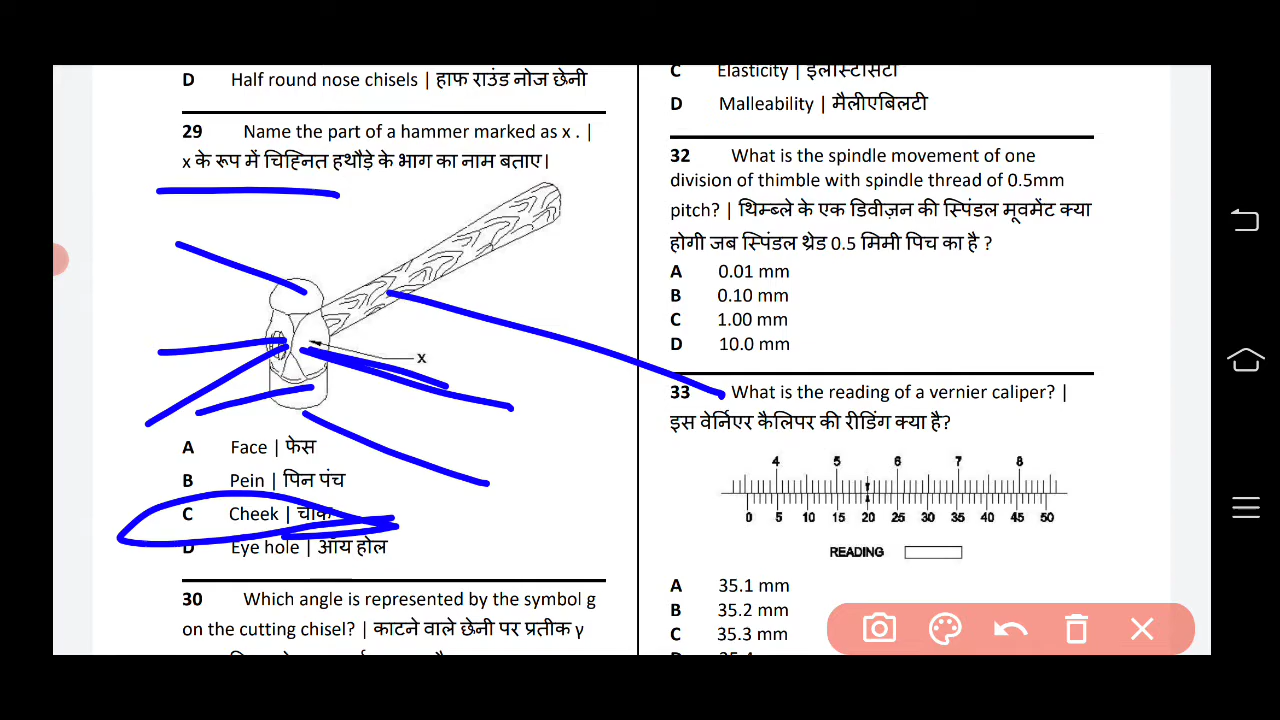 D Half round nose chisels | हाफ राउंड नोज छेनी
29 Name the part of a hammer marked as x . |
x के रूप में चिह्नित हथौड़े के भाग का नाम बताए।
x
A Face | फेस
B Pein | पिन पंच
C Cheek | चीक
D Eye hole | आय होल
30 Which angle is represented by the symbol g
on the cutting chisel? | काटने वाले छेनी पर प्रतीक γ
C Elasticity | इलास्टिसिटी
D Malleability | मैलीएबिलटी
32 What is the spindle movement of one
division of thimble with spindle thread of 0.5mm
pitch? | थिम्ब्ले के एक डिवीज़न की स्पिंडल मूवमेंट क्या
होगी जब स्पिंडल थ्रेड 0.5 मिमी पिच का है ?
A 0.01 mm
B 0.10 mm
C 1.00 mm
D 10.0 mm
33 What is the reading of a vernier caliper? |
इस वेर्निएर कैलिपर की रीडिंग क्या है?
4 5 6 7 8
0 5 10 15 20 25 30 35 40 45 50
READING
A 35.1 mm
B 35.2 mm
C 35.3 mm